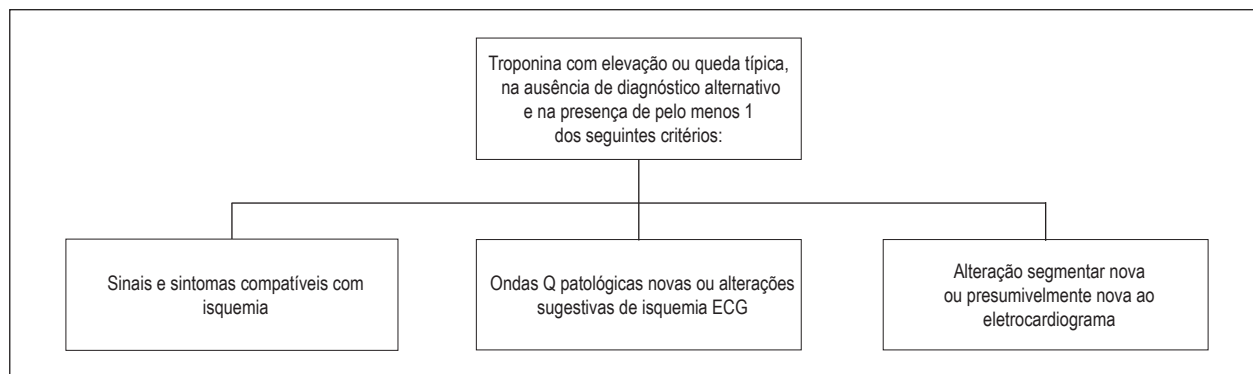 Troponina com elevação ou queda típica,
na ausência de diagnóstico alternativo
e na presença de pelo menos 1
dos seguintes critérios:
Sinais e sintomas compatíveis com
isquemia
Ondas Q patológicas novas ou alterações
sugestivas de isquemia ECG
Alteração segmentar nova
ou presumivelmente nova ao
eletrocardiograma